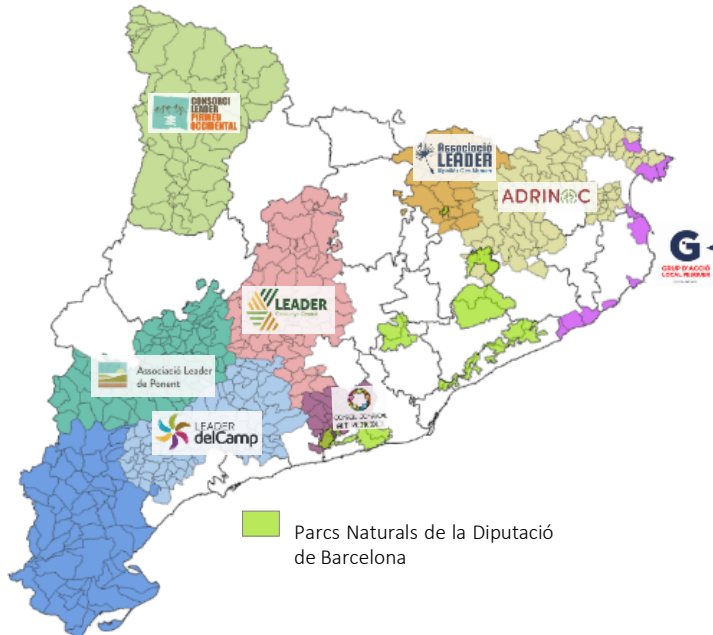 CONSORCI
LEADER
PIRINEU
OCCIDENTAL
Associació
LEADER
ADRINOC
G
GRUP D'ACCIÓ
LOCAL PESQUER
LEADER
Associació Leader
de Ponent
LEADER
delCamp
Parcs Naturals de la Diputació
de Barcelona